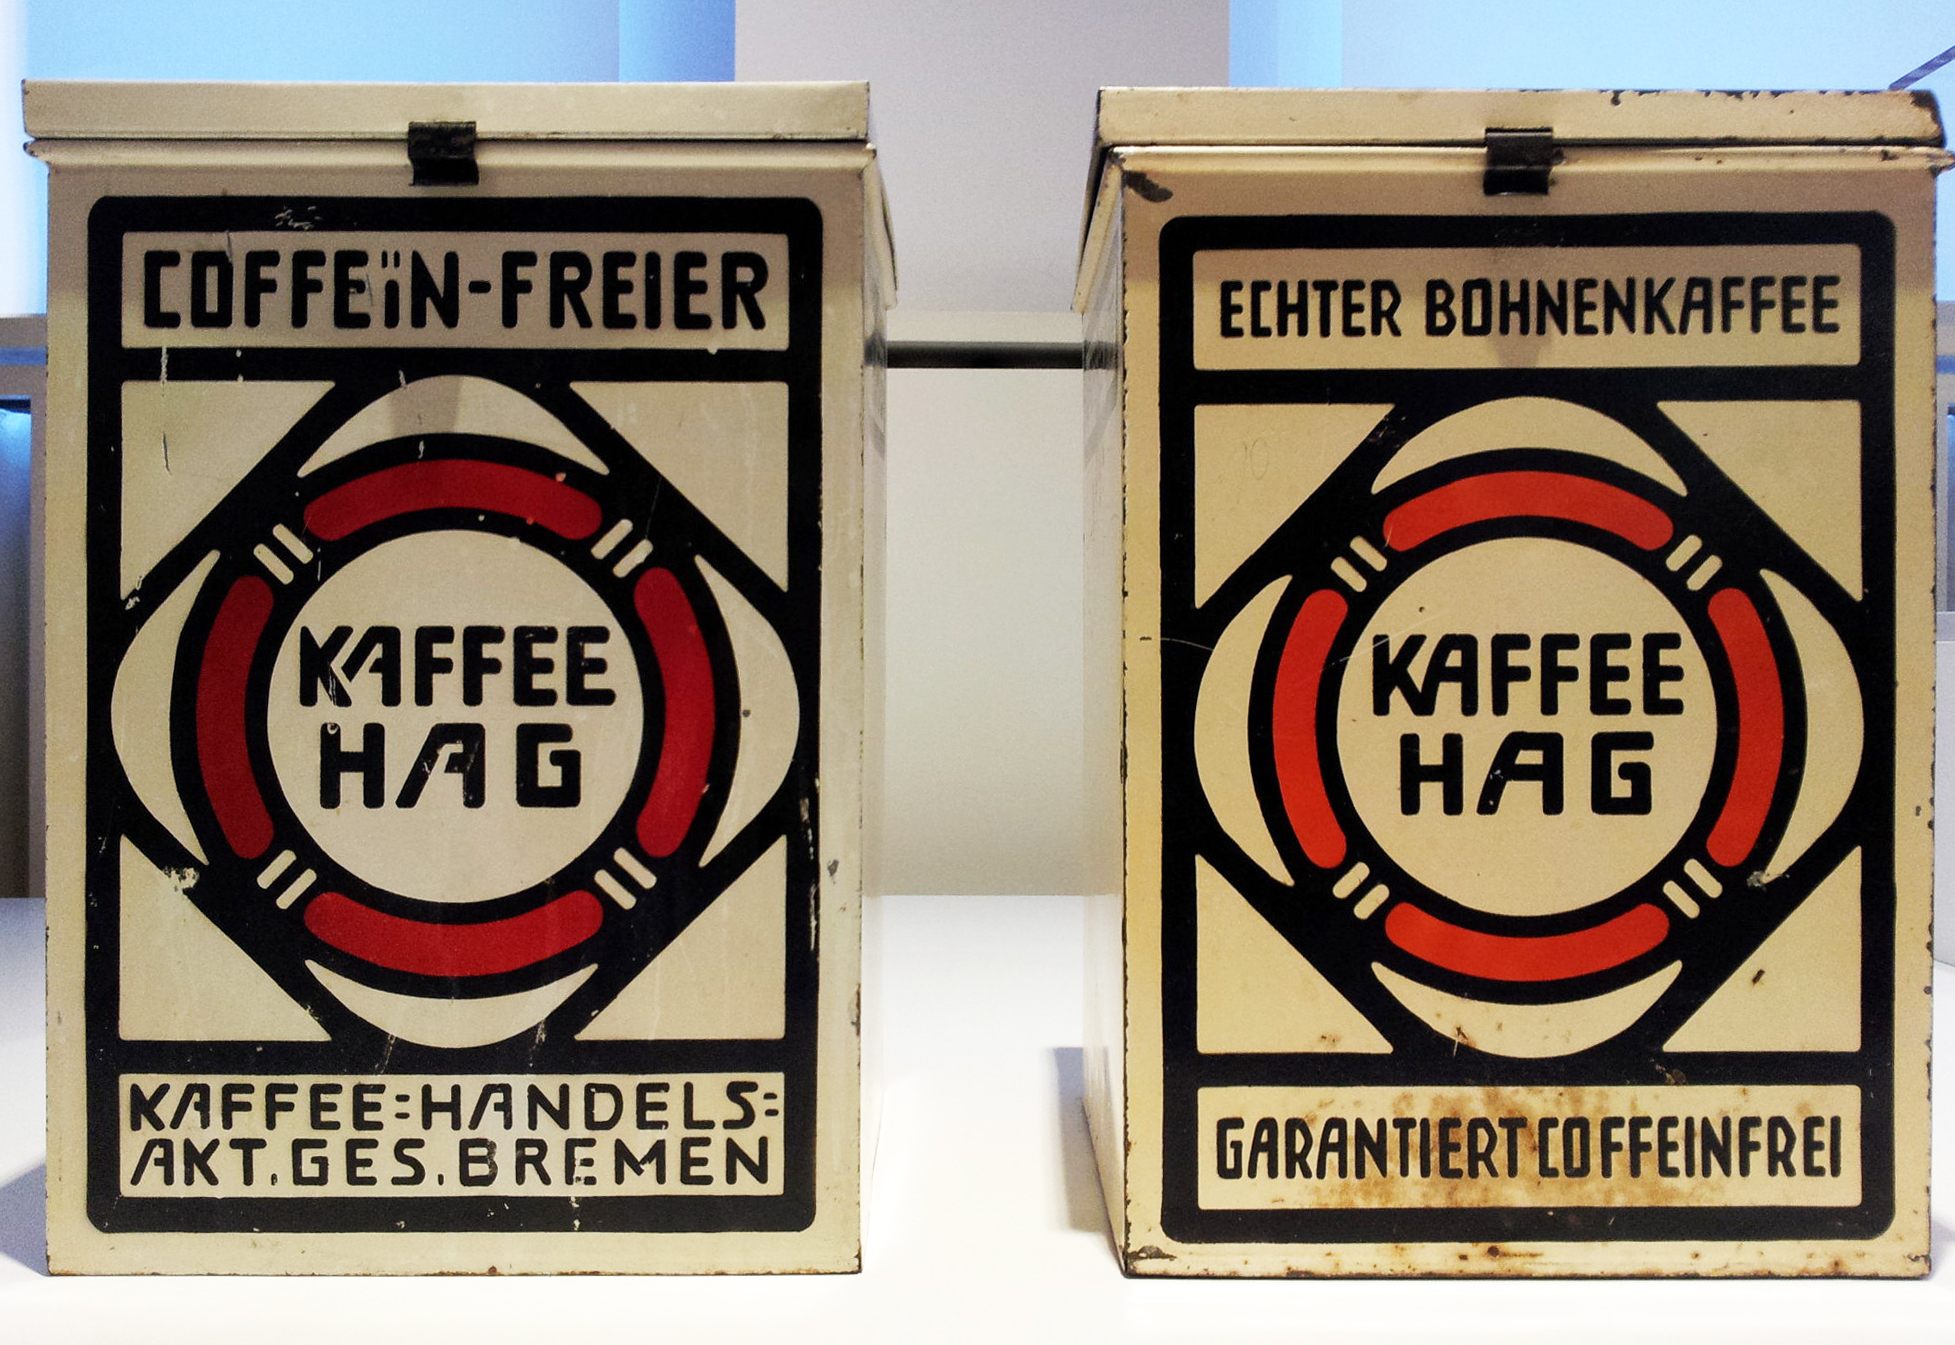 COFFEÏN-FREIER
KAFFEE
HAG
KAFFEE=HANDELS=
AKT.GES.BREMEN
ECHTER BOHNENKAFFEE
KAFFEE
HAG
GARANTIERT COFFEINFREI